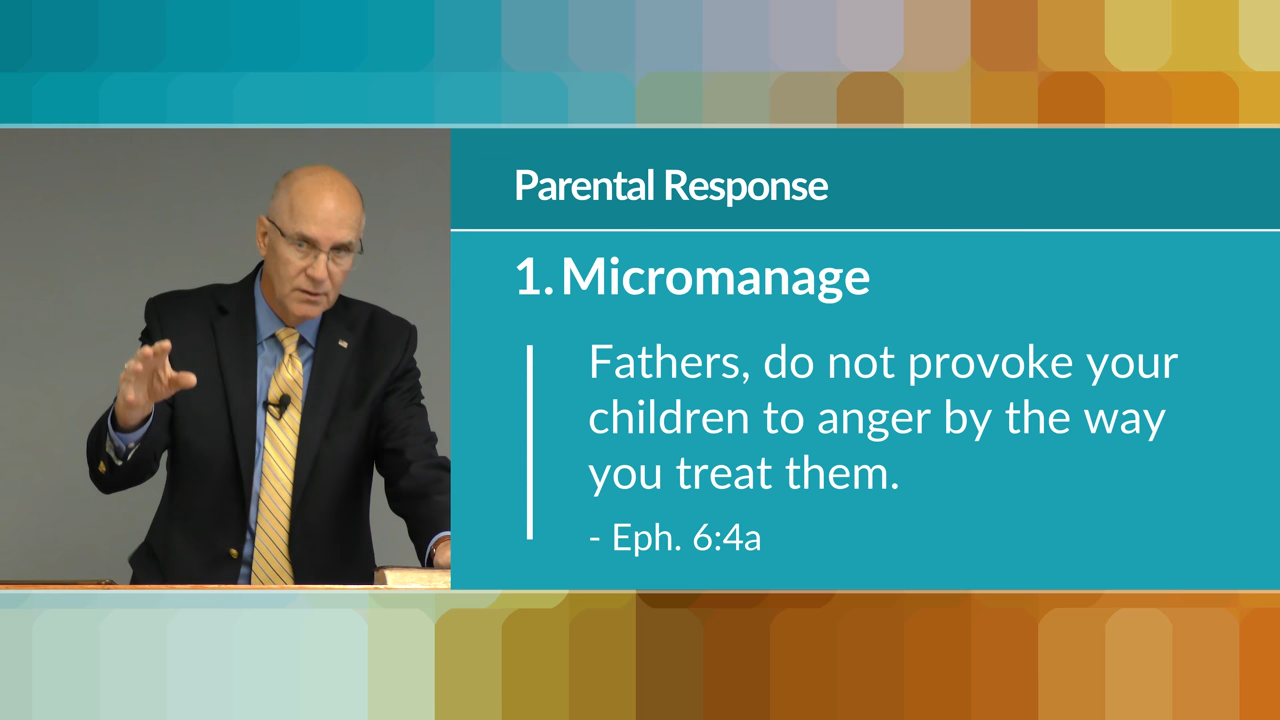 Parental Response
1. Micromanage
Fathers, do not provoke your
children to anger by the way
you treat them.
- Eph. 6:4a